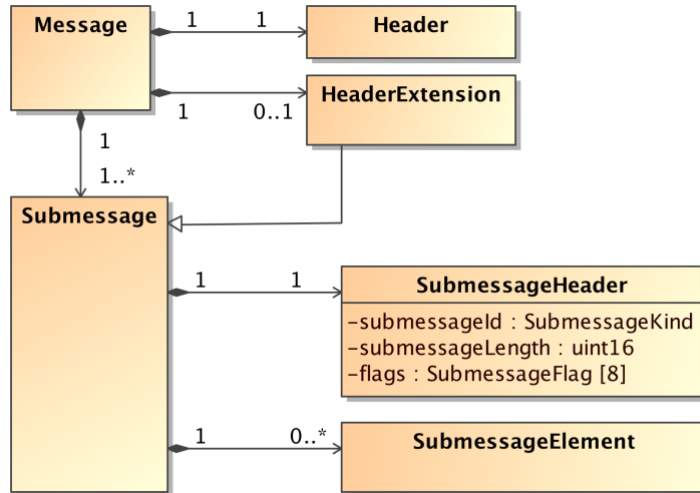 Message
1
1
Header
HeaderExtension
1
0..1
1
1..*
Submessage
1
1
SubmessageHeader
-submessageId : SubmessageKind
-submessageLength : uint16
-flags : SubmessageFlag [8]
1
0..*
SubmessageElement